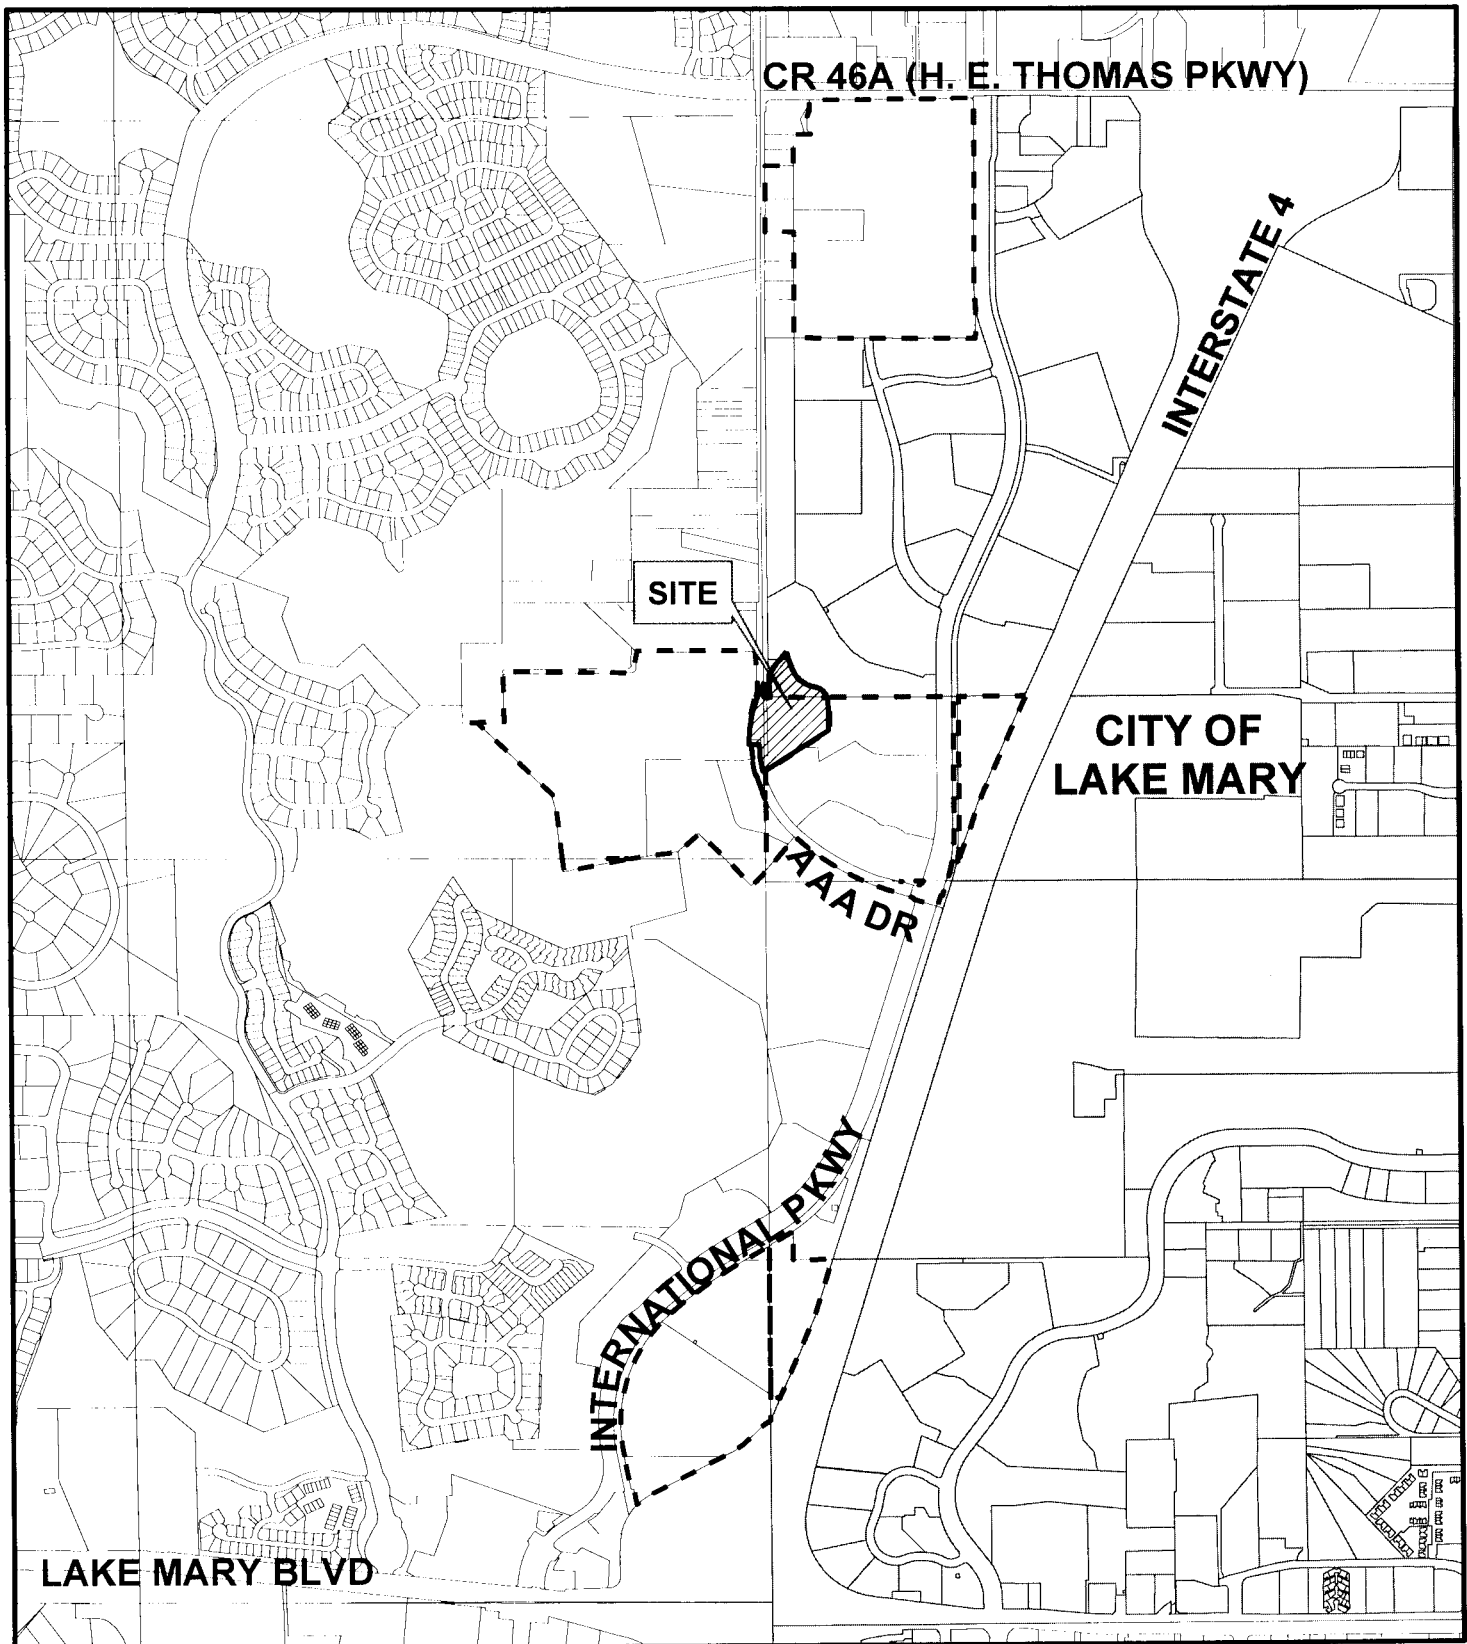 CR 46A (H. E. THOMAS PKWY)
INTERSTATE 4
SITE
CITY OF
LAKE MARY
AAA DR
INTERNATIONAL PKWY
LAKE MARY BLVD